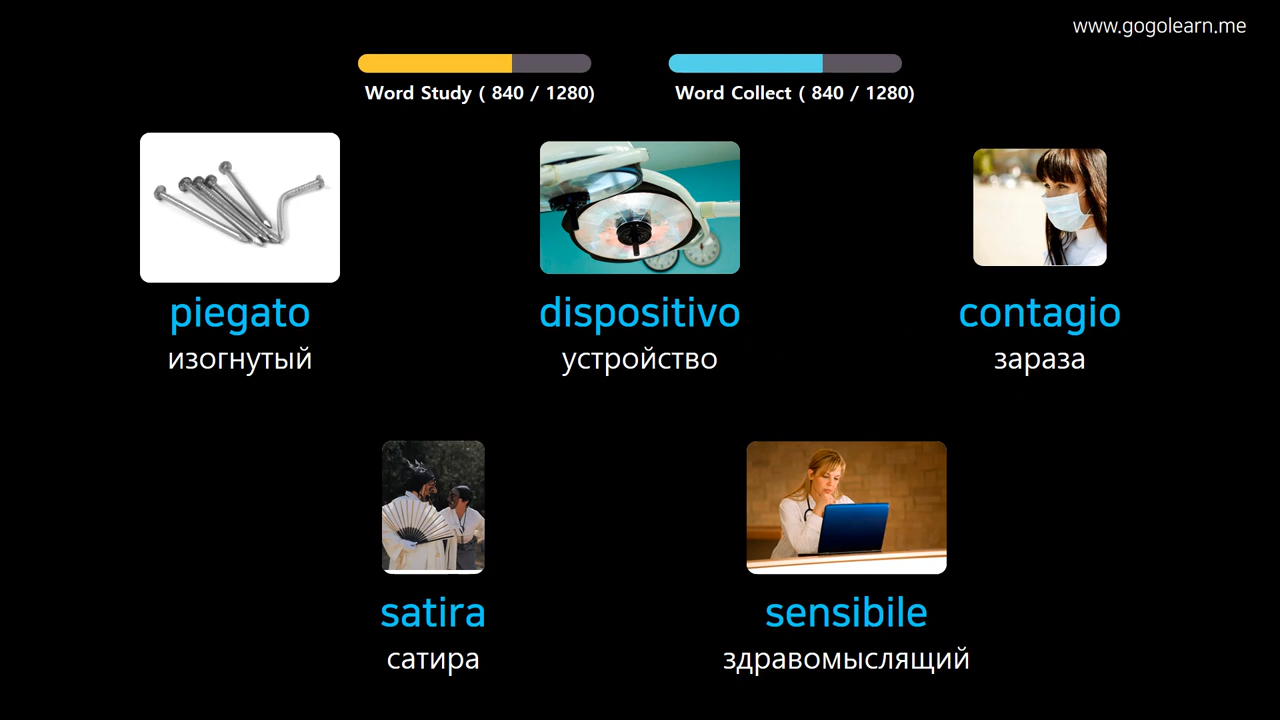 www.gogolearn.me
Word Study ( 840 / 1280)
Word Collect ( 840 / 1280)
piegato
изогнутый
dispositivo
устройство
contagio
зараза
satira
сатира
sensibile
здравомыслящий